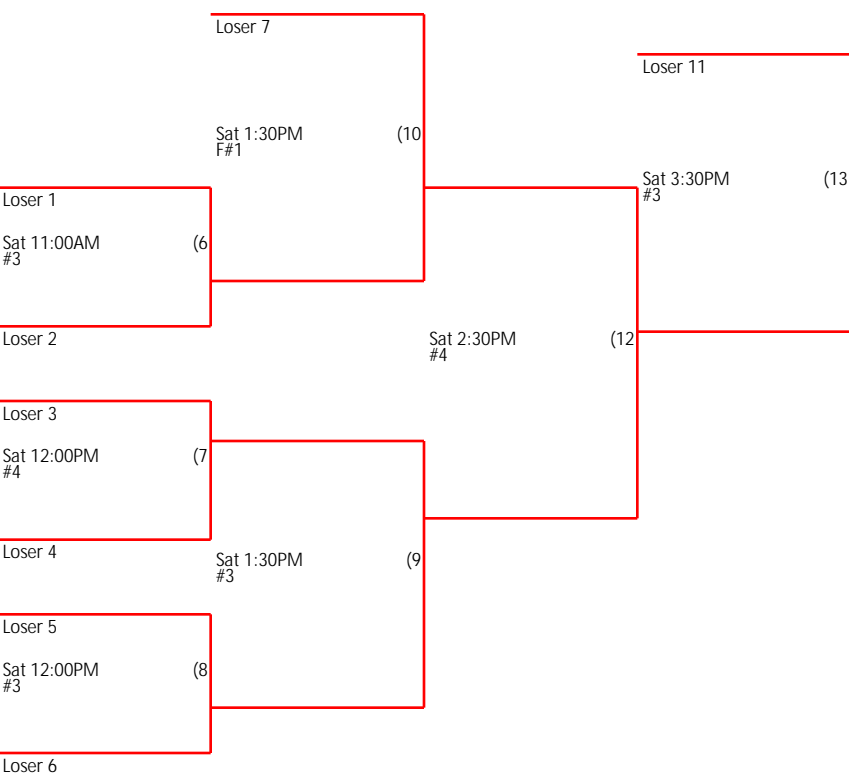 Loser 7
Loser 11
Sat 1:30PM (10
F#1
Sat 3:30PM (13
#3
Loser 1
Sat 11:00AM (6
#3
Loser 2
Sat 2:30PM (12
#4
Loser 3
Sat 12:00PM (7
#4
Loser 4
Sat 1:30PM (9
#3
Loser 5
Sat 12:00PM (8
#3
Loser 6